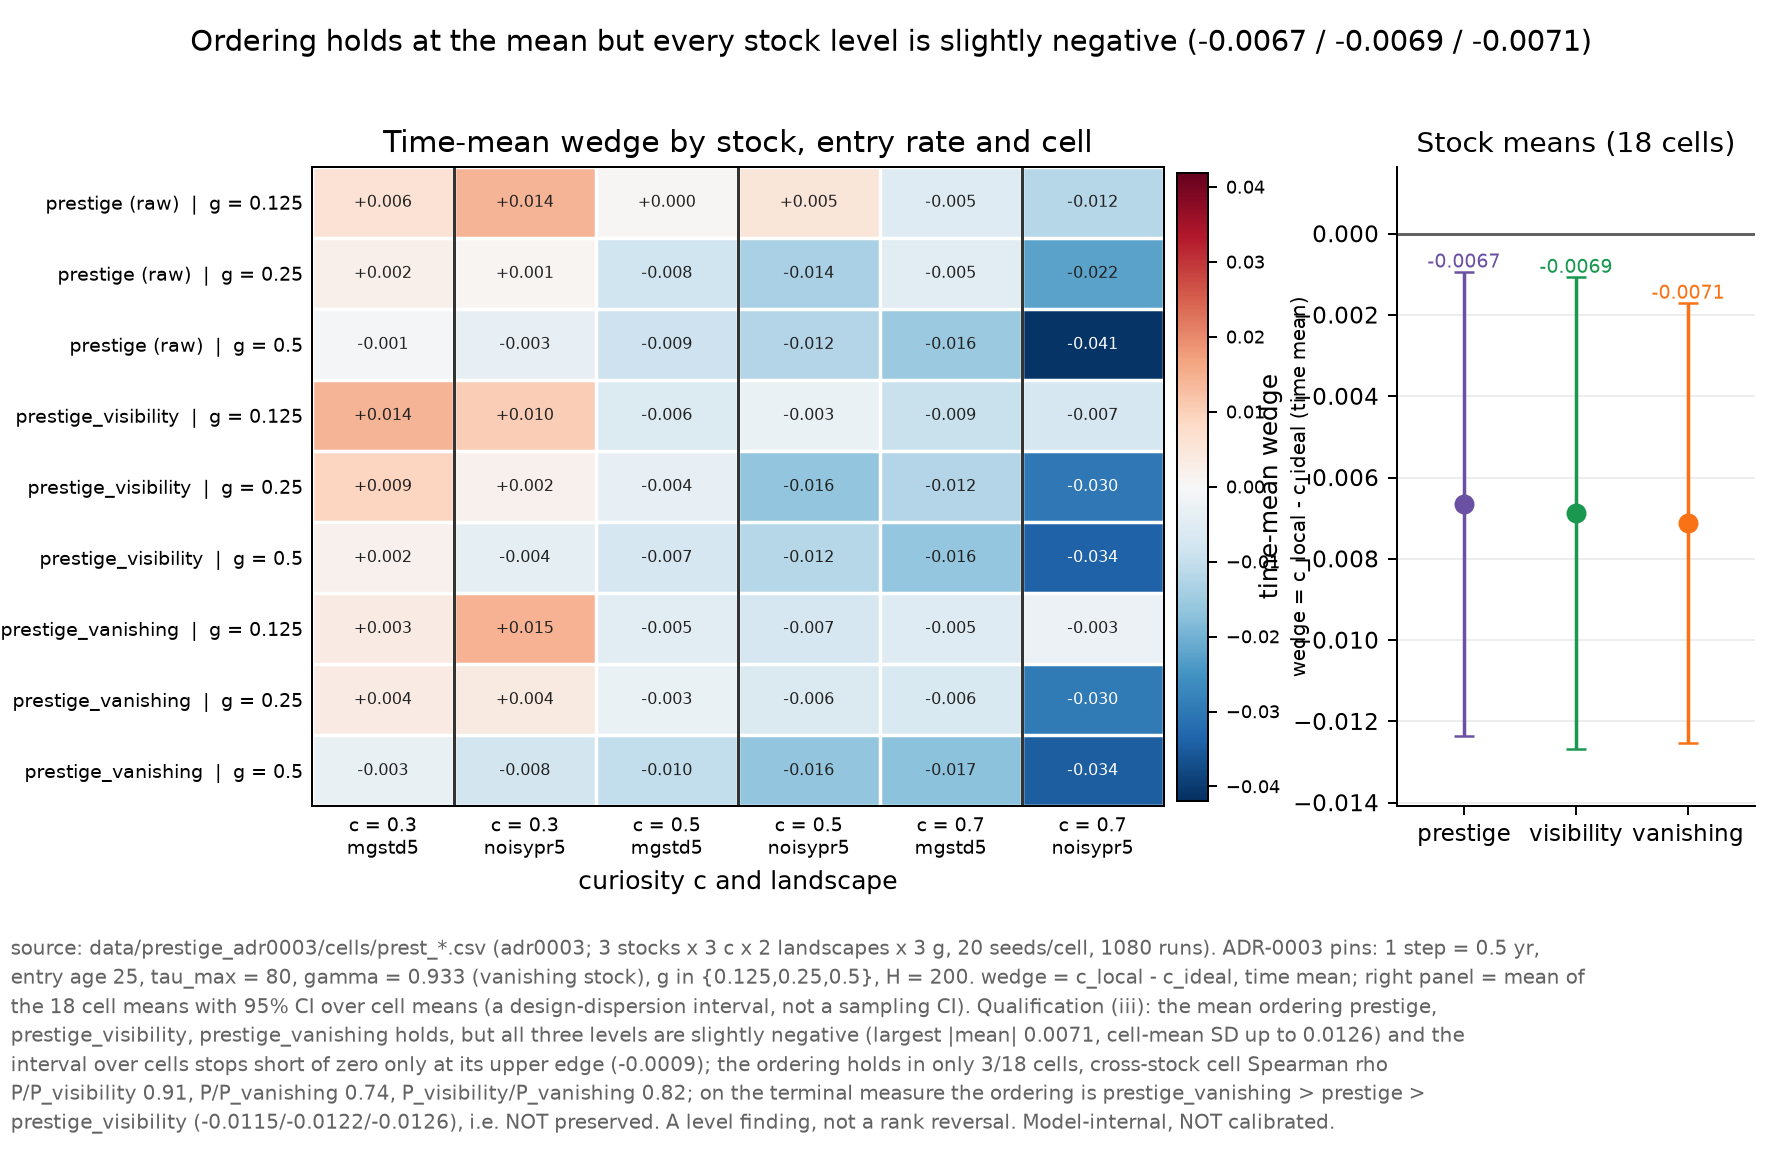 Ordering holds at the mean but every stock level is slightly negative (-0.0067 / -0.0069 / -0.0071)
Time-mean wedge by stock, entry rate and cell
prestige (raw) | g = 0.125 +0.006 +0.014 +0.000 +0.005 -0.005 -0.012
prestige (raw) | g = 0.25 +0.002 +0.001 -0.008 -0.014 -0.005 -0.022
prestige (raw) | g = 0.5 -0.001 -0.003 -0.009 -0.012 -0.016 -0.041
prestige_visibility | g = 0.125 +0.014 +0.010 -0.006 -0.003 -0.009 -0.007
prestige_visibility | g = 0.25 +0.009 +0.002 -0.004 -0.016 -0.012 -0.030
prestige_visibility | g = 0.5 +0.002 -0.004 -0.007 -0.012 -0.016 -0.034
prestige_vanishing | g = 0.125 +0.003 +0.015 -0.005 -0.007 -0.005 -0.003
prestige_vanishing | g = 0.25 +0.004 +0.004 -0.003 -0.006 -0.006 -0.030
prestige_vanishing | g = 0.5 -0.003 -0.008 -0.010 -0.016 -0.017 -0.034
c = 0.3 c = 0.3 c = 0.5 c = 0.5 c = 0.7 c = 0.7
mgstd5 noisypr5 mgstd5 noisypr5 mgstd5 noisypr5
curiosity c and landscape
0.04
0.03
0.02
0.01
0.00
−0.01
−0.02
−0.03
−0.04
time-mean wedge
Stock means (18 cells)
wedge = c_local - c_ideal (time mean)
0.000
−0.002
−0.004
−0.006
−0.008
−0.010
−0.012
−0.014
-0.0067
-0.0069
-0.0071
prestige visibility vanishing
source: data/prestige_adr0003/cells/prest_*.csv (adr0003; 3 stocks x 3 c x 2 landscapes x 3 g, 20 seeds/cell, 1080 runs). ADR-0003 pins: 1 step = 0.5 yr,
entry age 25, tau_max = 80, gamma = 0.933 (vanishing stock), g in {0.125,0.25,0.5}, H = 200. wedge = c_local - c_ideal, time mean; right panel = mean of
the 18 cell means with 95% CI over cell means (a design-dispersion interval, not a sampling CI). Qualification (iii): the mean ordering prestige,
prestige_visibility, prestige_vanishing holds, but all three levels are slightly negative (largest |mean| 0.0071, cell-mean SD up to 0.0126) and the
interval over cells stops short of zero only at its upper edge (-0.0009); the ordering holds in only 3/18 cells, cross-stock cell Spearman rho
P/P_visibility 0.91, P/P_vanishing 0.74, P_visibility/P_vanishing 0.82; on the terminal measure the ordering is prestige_vanishing > prestige >
prestige_visibility (-0.0115/-0.0122/-0.0126), i.e. NOT preserved. A level finding, not a rank reversal. Model-internal, NOT calibrated.